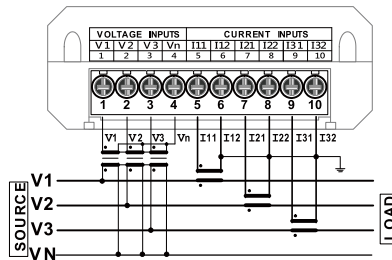 VOLTAGE INPUTS CURRENT INPUTS
V1 V2 V3 Vn I11 I12 I21 I22 I31 I32
1 2 3 4 5 6 7 8 9 10
1 2 3 4 5 6 7 8 9 10
V1 V2 V3 Vn I11 I12 I21 I22 I31 I32
SOURCE
V1
V2
V3
VN
LOAD